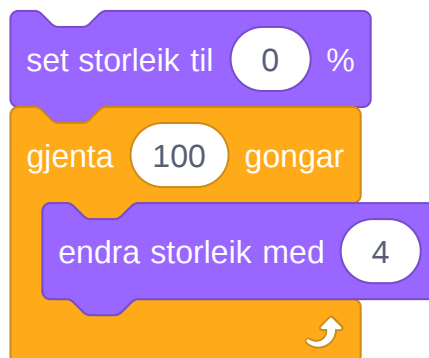 set storleik til 0 %
gjenta 100 gongar
endra storleik med 4